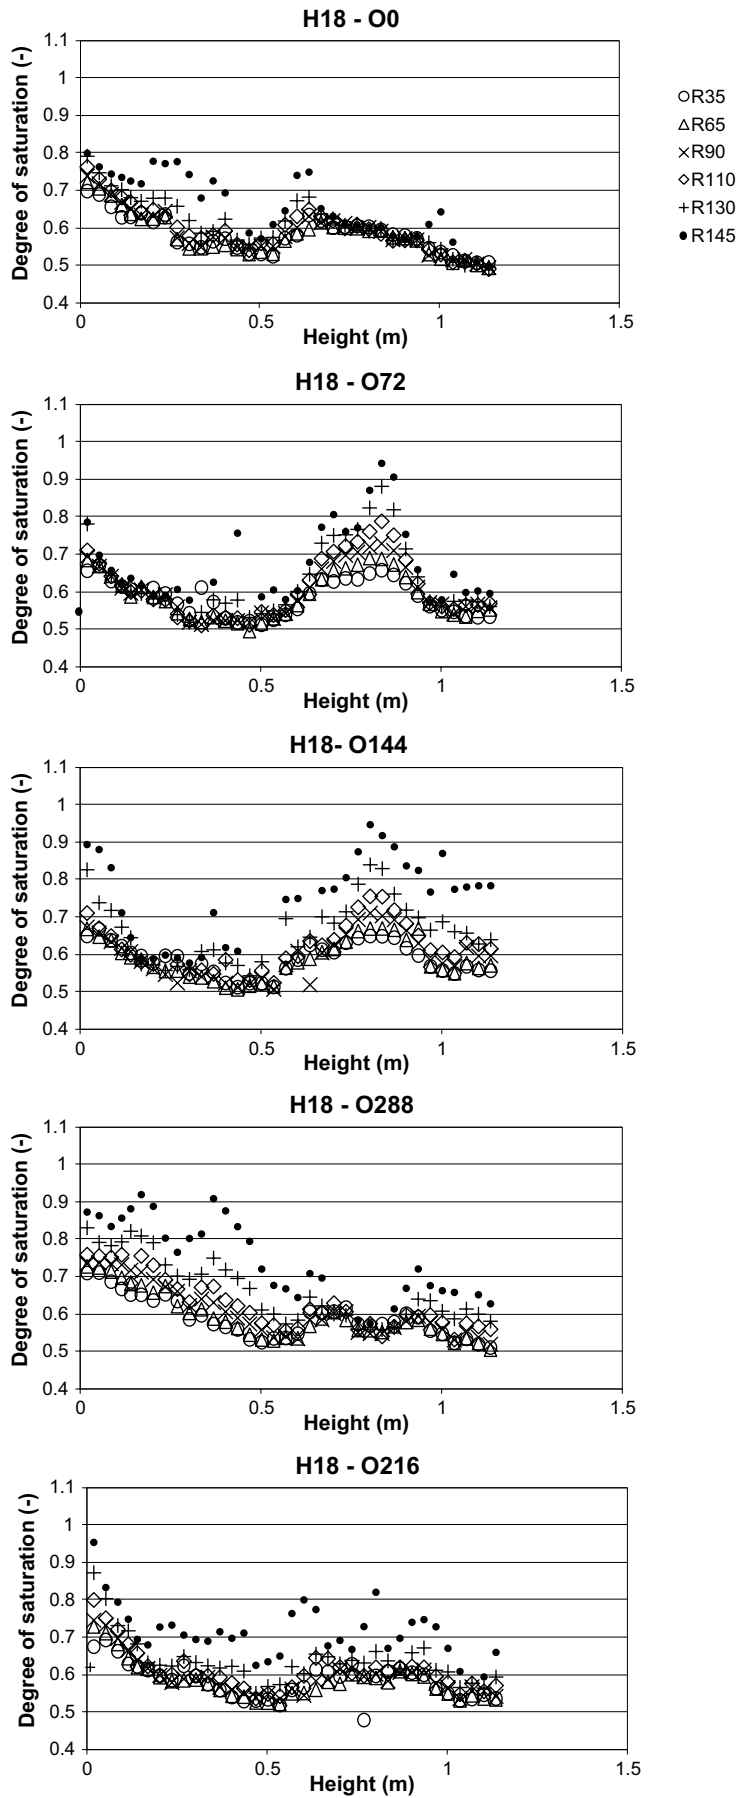 H18 - O0
1.1
1
0.9
0.8
0.7
0.6
0.5
0.4
Degree of saturation (-)
0
0.5
1
1.5
Height (m)
R35
R65
R90
R110
R130
R145
H18 - O72
1.1
1
0.9
0.8
0.7
0.6
0.5
0.4
Degree of saturation (-)
0
0.5
1
1.5
Height (m)
H18- O144
1.1
1
0.9
0.8
0.7
0.6
0.5
0.4
Degree of saturation (-)
0
0.5
1
1.5
Height (m)
H18 - O288
1.1
1
0.9
0.8
0.7
0.6
0.5
0.4
Degree of saturation (-)
0
0.5
1
1.5
Height (m)
H18 - O216
1.1
1
0.9
0.8
0.7
0.6
0.5
0.4
Degree of saturation (-)
0
0.5
1
1.5
Height (m)